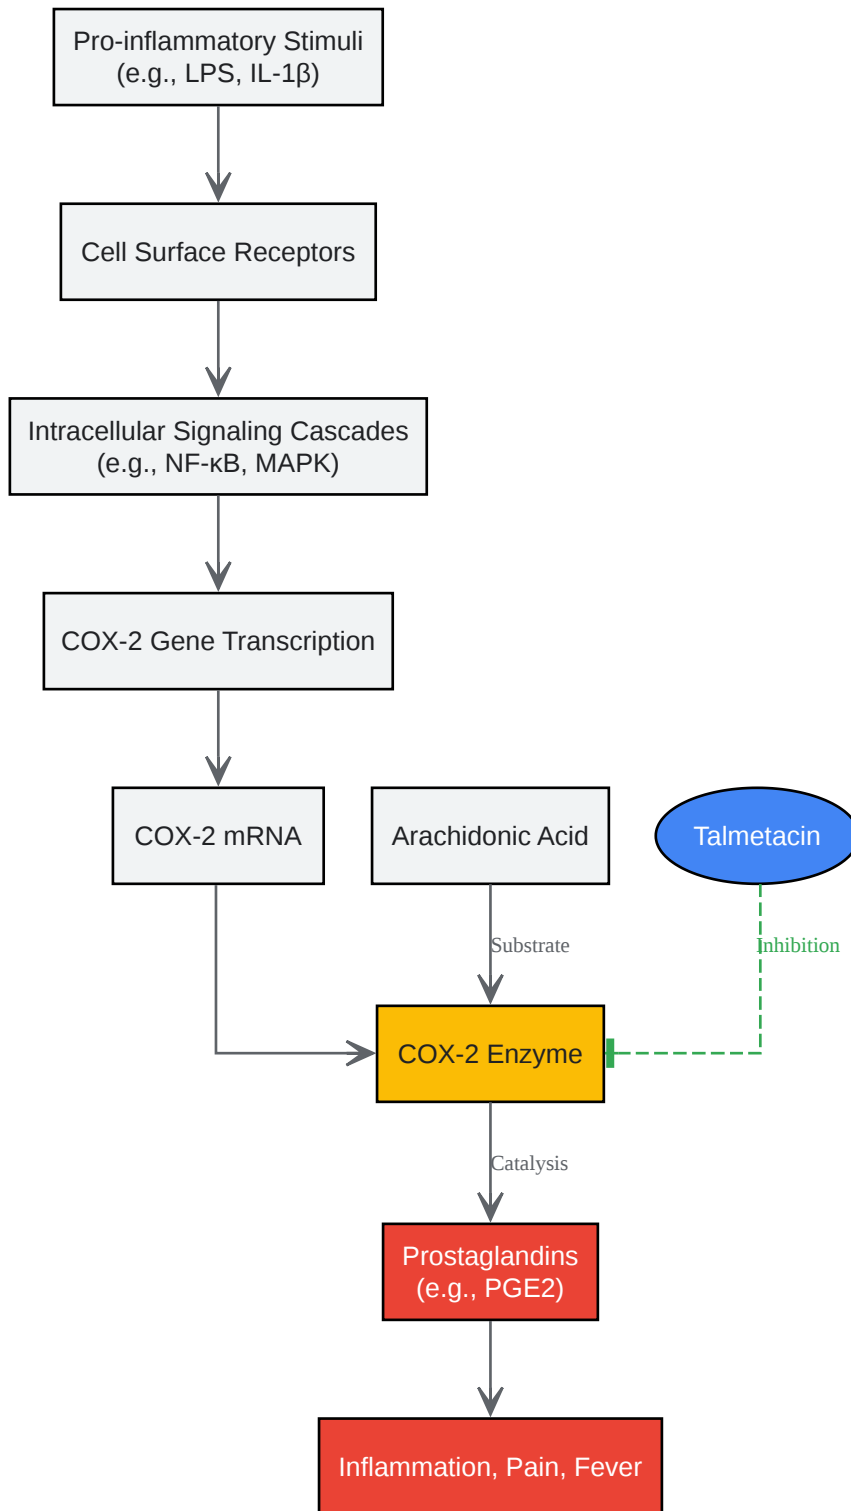 Pro-inflammatory Stimuli
(e.g., LPS, IL-1β)
Cell Surface Receptors
Intracellular Signaling Cascades
(e.g., NF-κB, MAPK)
COX-2 Gene Transcription
COX-2 mRNA
Arachidonic Acid
Talmetacin
Substrate
Inhibition
COX-2 Enzyme
Catalysis
Prostaglandins
(e.g., PGE2)
Inflammation, Pain, Fever